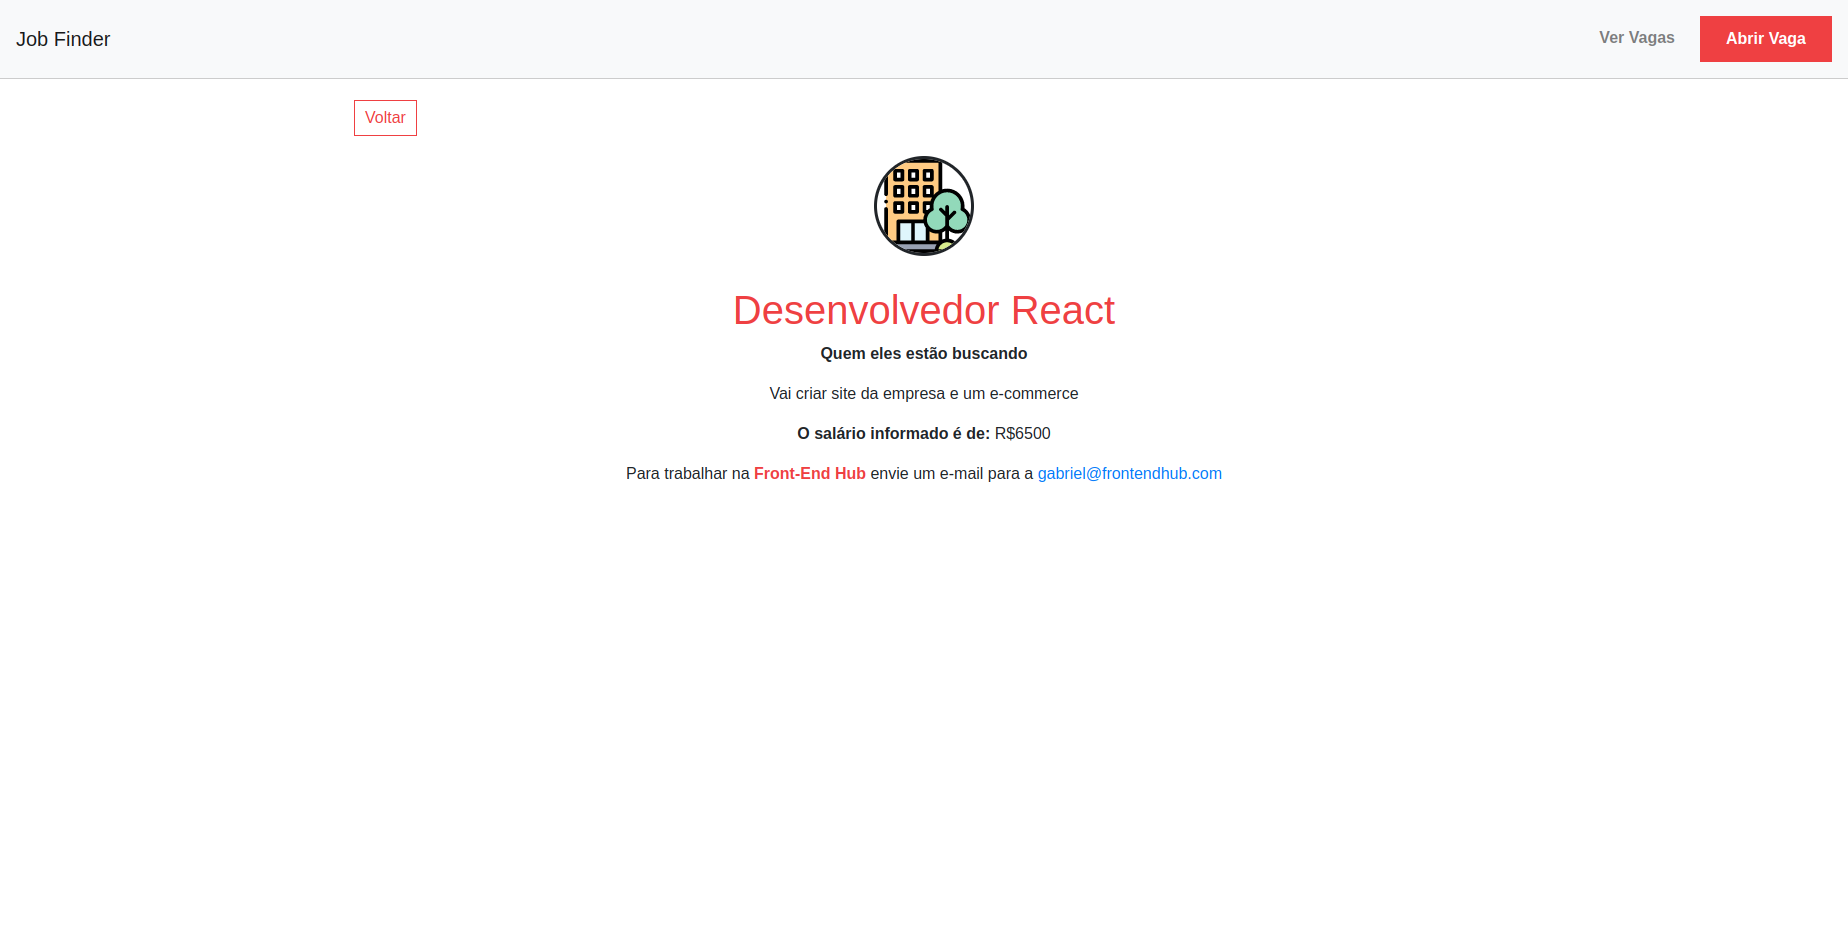 Job Finder
Ver Vagas
Abrir Vaga
Voltar
Desenvolvedor React
Quem eles estão buscando
Vai criar site da empresa e um e-commerce
O salário informado é de: R$6500
Para trabalhar na Front-End Hub envie um e-mail para a gabriel@frontendhub.com